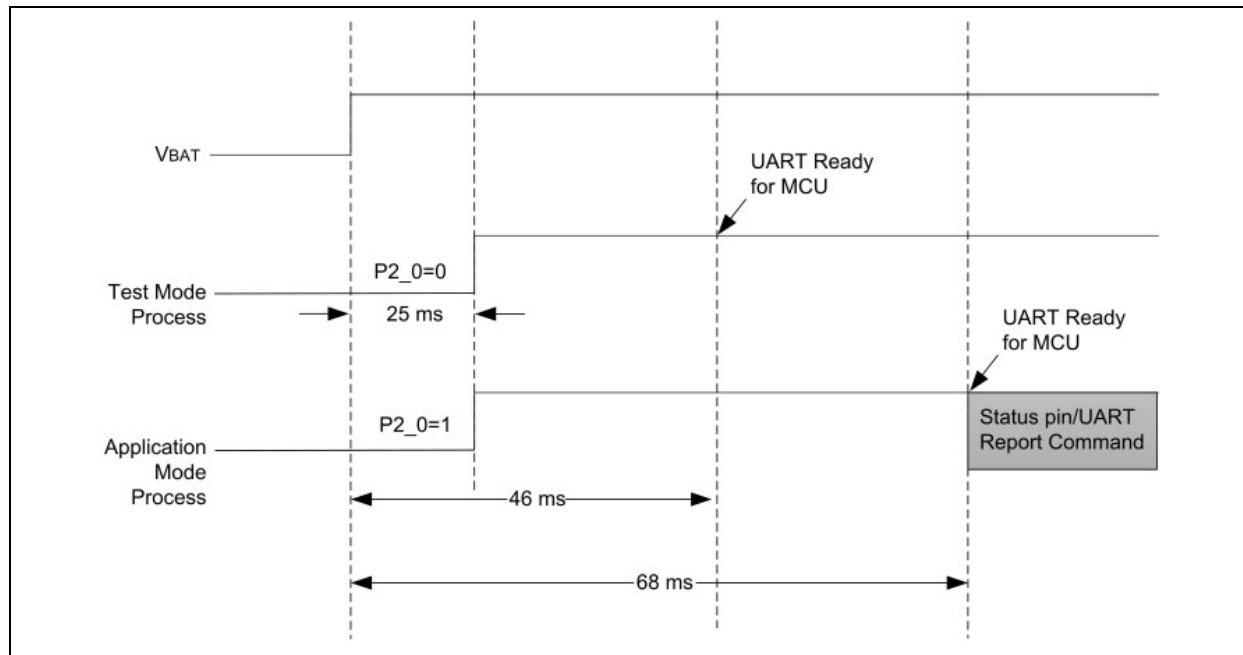 VBAT
UART Ready
for MCU
P2_0=0
Test Mode
Process
25 ms
UART Ready
for MCU
P2_0=1
Status pin/UART
Report Command
Application
Mode
Process
46 ms
68 ms